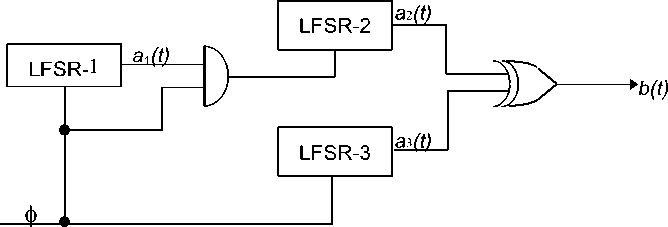 LFSR-1
a₁(t)
LFSR-2
a₂(t)
LFSR-3
a₃(t)
b(t)
ϕ